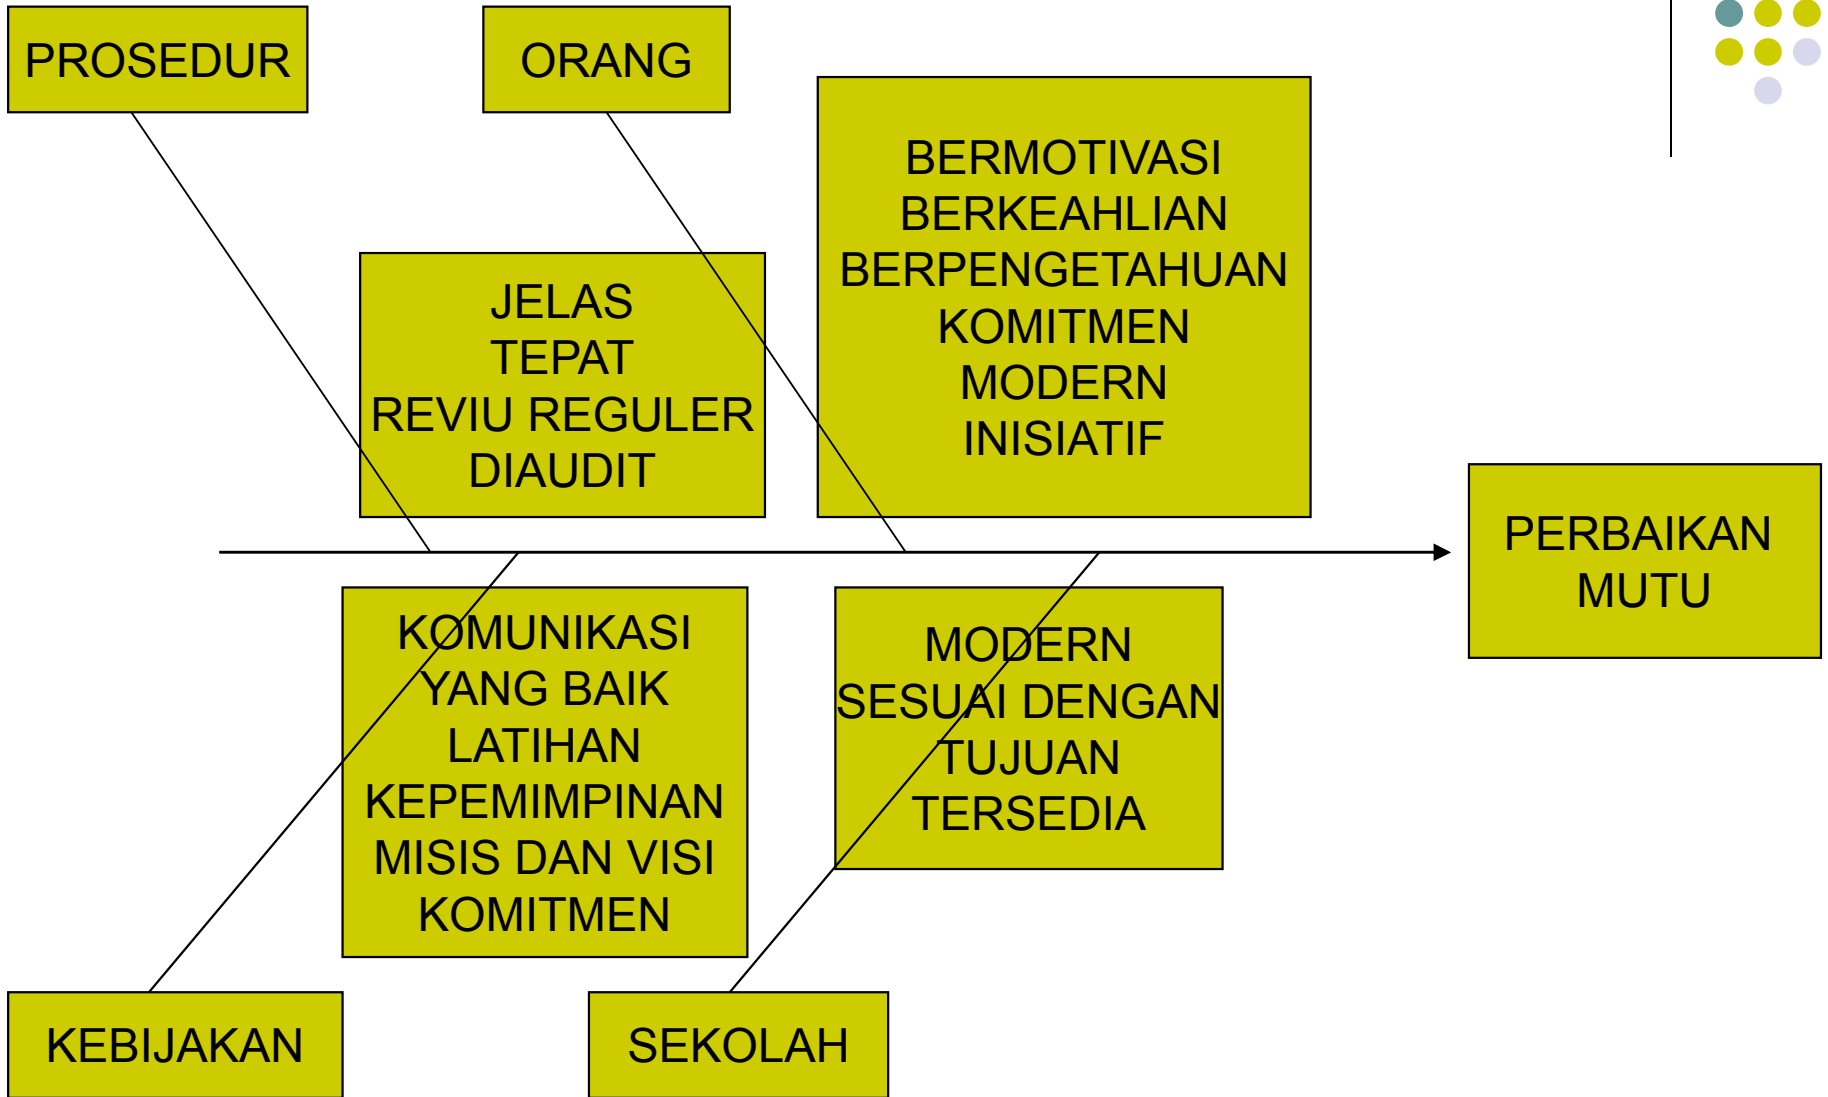 PROSEDUR
ORANG
BERMOTIVASI
BERKEAHLIAN
BERPENGETAHUAN
KOMITMEN
MODERN
INISIATIF
JELAS
TEPAT
REVIU REGULER
DIAUDIT
PERBAIKAN
MUTU
KOMUNIKASI
YANG BAIK
LATIHAN
KEPEMIMPINAN
MISIS DAN VISI
KOMITMEN
MODERN
SESUAI DENGAN
TUJUAN
TERSEDIA
KEBIJAKAN
SEKOLAH